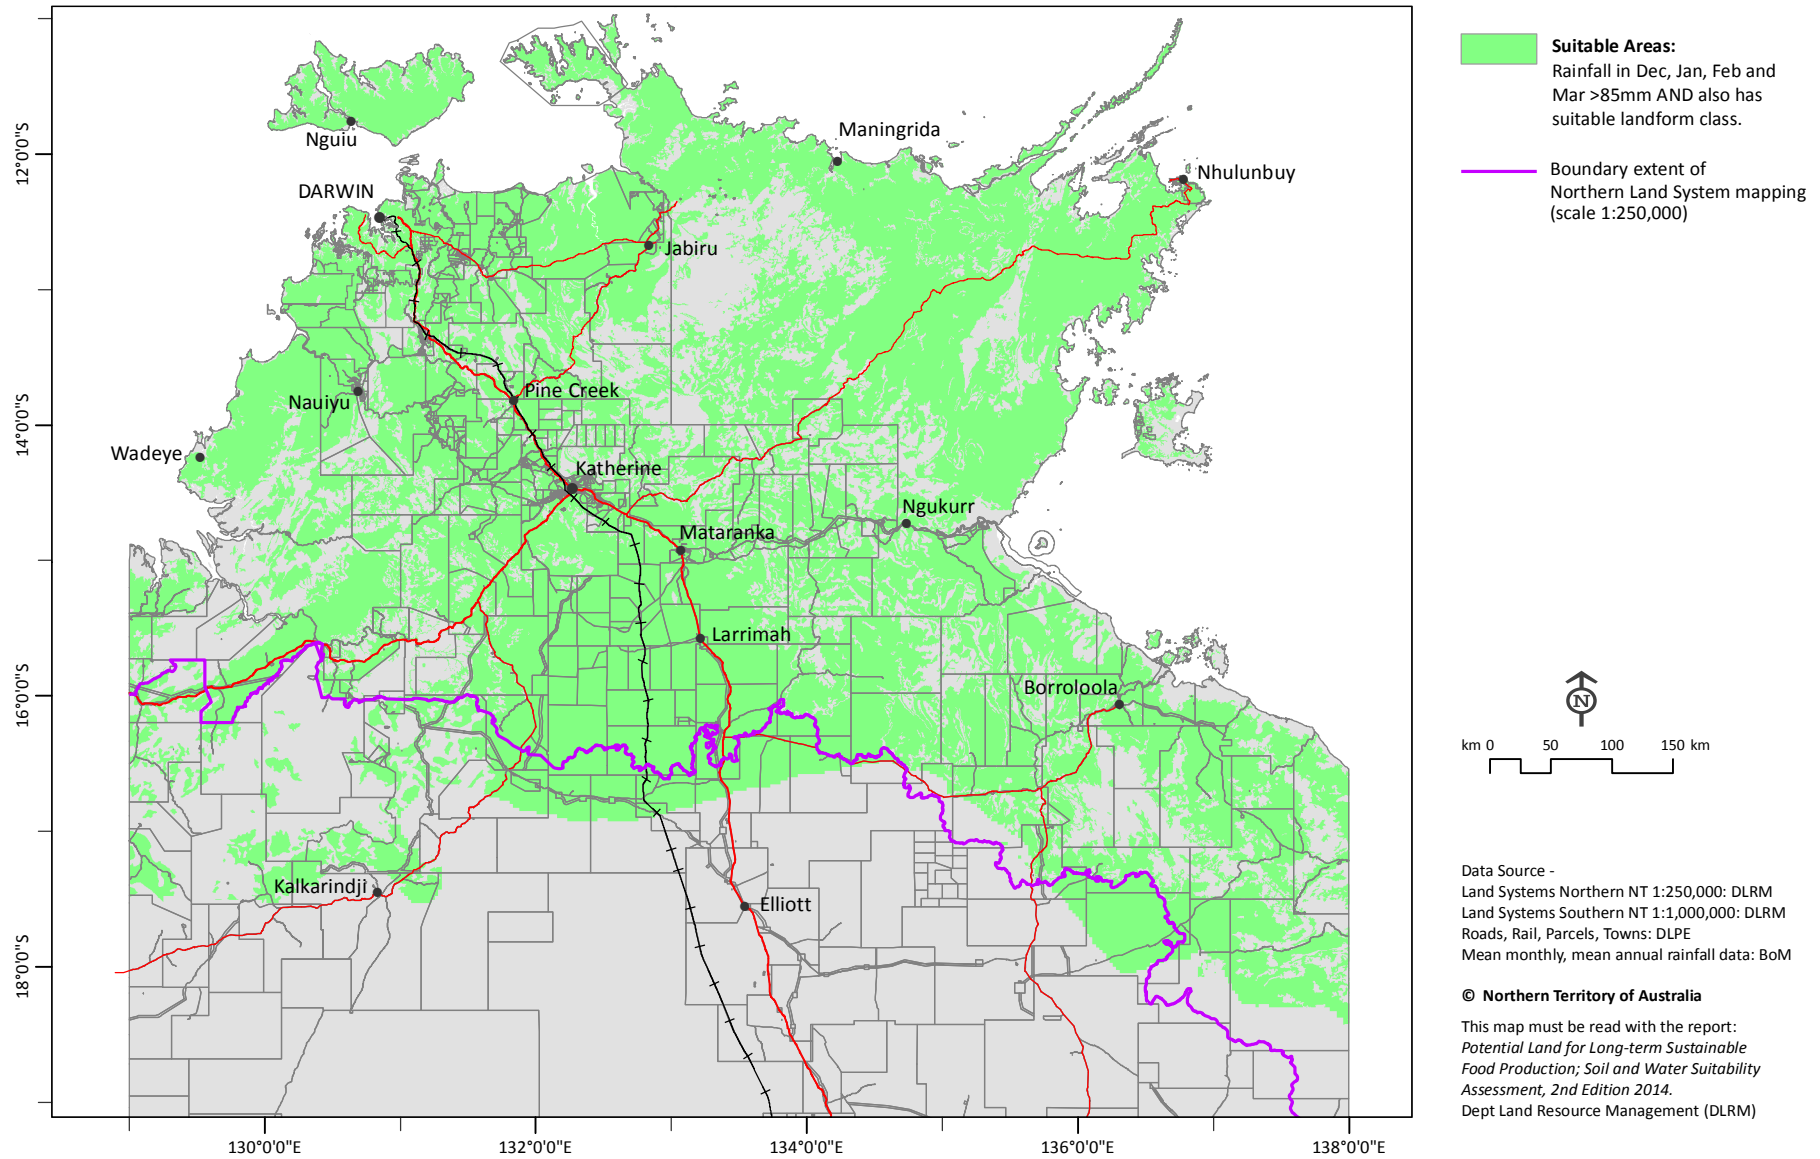 Nguiu
Maningrida
DARWIN
Nhulunbuy
Jabiru
Pine Creek
Nauiyu
Wadeye
Katherine
Ngukurr
Mataranka
Larrimah
Borroloola
Kalkarindji
Elliott
12°0'0"S
14°0'0"S
16°0'0"S
18°0'0"S
130°0'0"E
132°0'0"E
134°0'0"E
136°0'0"E
138°0'0"E
Suitable Areas:
Rainfall in Dec, Jan, Feb and
Mar >85mm AND also has
suitable landform class.
Boundary extent of
Northern Land System mapping
(scale 1:250,000)
N
km 0 50 100 150 km
Data Source -
Land Systems Northern NT 1:250,000: DLRM
Land Systems Southern NT 1:1,000,000: DLRM
Roads, Rail, Parcels, Towns: DLPE
Mean monthly, mean annual rainfall data: BoM
© Northern Territory of Australia
This map must be read with the report:
Potential Land for Long-term Sustainable
Food Production; Soil and Water Suitability
Assessment, 2nd Edition 2014.
Dept Land Resource Management (DLRM)